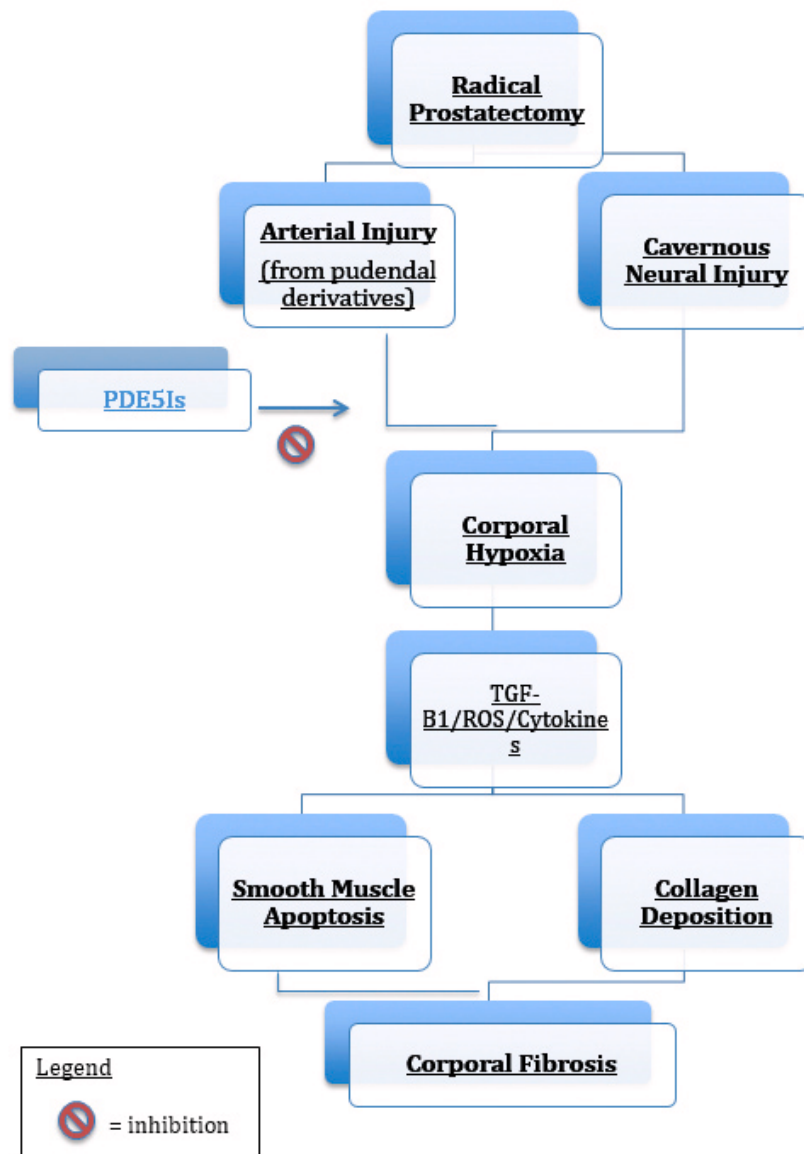 Radical
Prostatectomy
Arterial Injury
(from pudendal
derivatives)
Cavernous
Neural Injury
PDE5Is
Corporal
Hypoxia
TGF-
B1/ROS/Cytokine
s
Smooth Muscle
Apoptosis
Collagen
Deposition
Corporal Fibrosis
Legend
= inhibition